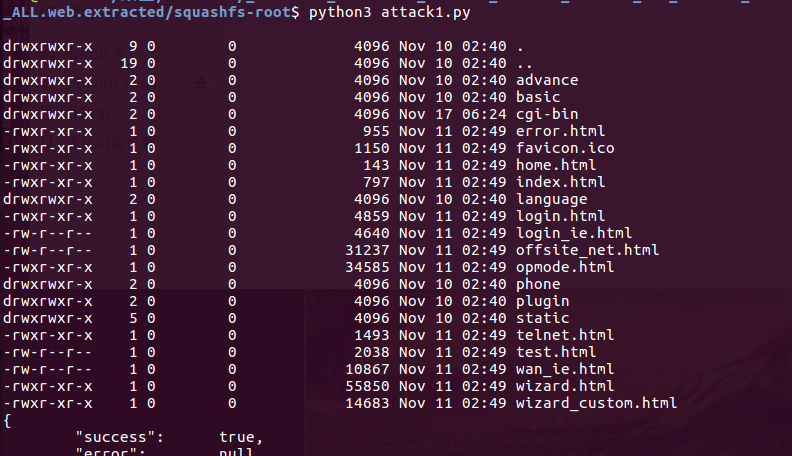 _ALL.web.extracted/squashfs-root$ python3 attack1.py
drwxrwxr-x 9 0 0 4096 Nov 10 02:40 .
drwxrwxr-x 19 0 0 4096 Nov 10 02:40 ..
drwxrwxr-x 2 0 0 4096 Nov 10 02:40 advance
drwxrwxr-x 2 0 0 4096 Nov 10 02:40 basic
drwxrwxr-x 2 0 0 4096 Nov 17 06:24 cgi-bin
-rwxr-xr-x 1 0 0 955 Nov 11 02:49 error.html
-rwxr-xr-x 1 0 0 1150 Nov 11 02:49 favicon.ico
-rwxr-xr-x 1 0 0 143 Nov 11 02:49 home.html
-rwxr-xr-x 1 0 0 797 Nov 11 02:49 index.html
drwxrwxr-x 2 0 0 4096 Nov 10 02:40 language
-rwxr-xr-x 1 0 0 4859 Nov 11 02:49 login.html
-rw-r--r-- 1 0 0 4640 Nov 11 02:49 login_ie.html
-rw-r--r-- 1 0 0 31237 Nov 11 02:49 offsite_net.html
-rwxr-xr-x 1 0 0 34585 Nov 11 02:49 opmode.html
drwxrwxr-x 2 0 0 4096 Nov 10 02:40 phone
drwxrwxr-x 2 0 0 4096 Nov 10 02:40 plugin
drwxrwxr-x 5 0 0 4096 Nov 10 02:40 static
-rwxr-xr-x 1 0 0 1493 Nov 11 02:49 telnet.html
-rw-r--r-- 1 0 0 2038 Nov 11 02:49 test.html
-rw-r--r-- 1 0 0 10867 Nov 11 02:49 wan_ie.html
-rwxr-xr-x 1 0 0 55850 Nov 11 02:49 wizard.html
-rwxr-xr-x 1 0 0 14683 Nov 11 02:49 wizard_custom.html
{
"success": true,
"error": null